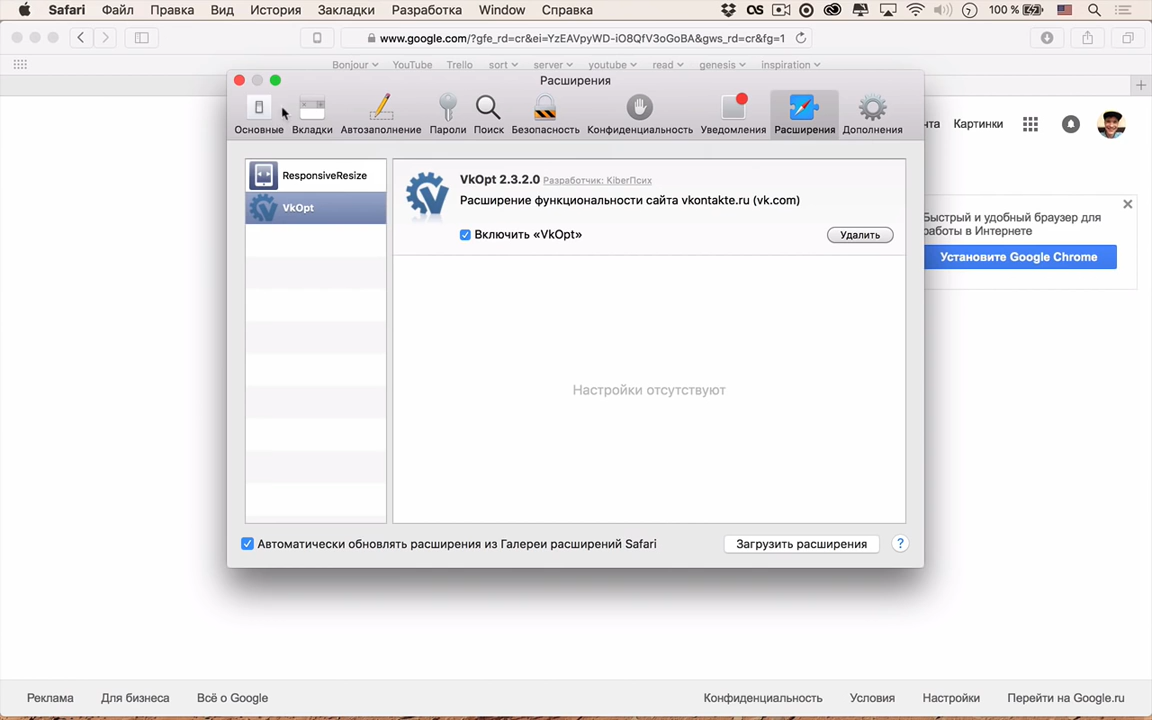 Safari Файл Правка Вид История Закладки Разработка Window Справка 100 %
www.google.com/?gfe_rd=cr&ei=YzEAVpyWD-iO8QfV3oGoBA&gws_rd=cr&fg=1
Bonjour YouTube Trello sort server youtube read genesis inspiration
Расширения
Основные Вкладки Автозаполнение Пароли Поиск Безопасность Конфиденциальность Уведомления Расширения Дополнения
нта Картинки
ResponsiveResize
VkOpt
VkOpt 2.3.2.0 Разработчик: KiberПсих
Расширение функциональности сайта vkontakte.ru (vk.com)
Включить «VkOpt»
Удалить
Настройки отсутствуют
Быстрый и удобный браузер для
работы в Интернете
Установите Google Chrome
Автоматически обновлять расширения из Галереи расширений Safari
Загрузить расширения
?
Реклама Для бизнеса Всё о Google Конфиденциальность Условия Настройки Перейти на Google.ru